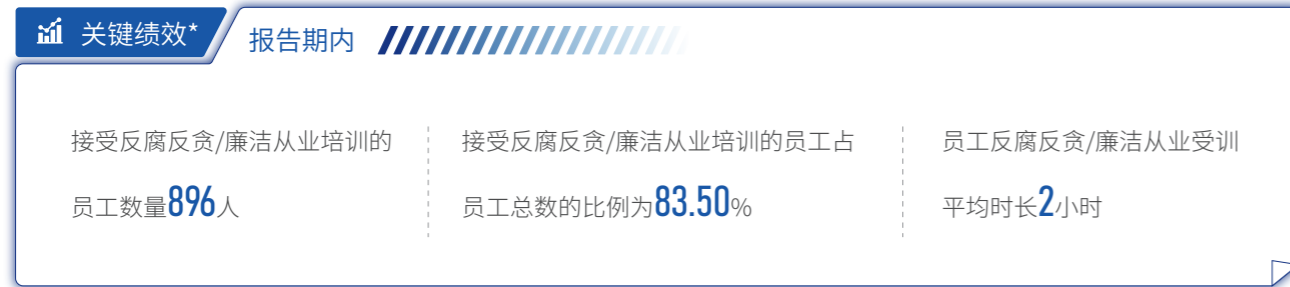 关键绩效*
报告期内
接受反腐反贪/廉洁从业培训的
员工数量896人
接受反腐反贪/廉洁从业培训的员工占
员工总数的比例为83.50%
员工反腐反贪/廉洁从业受训
平均时长2小时